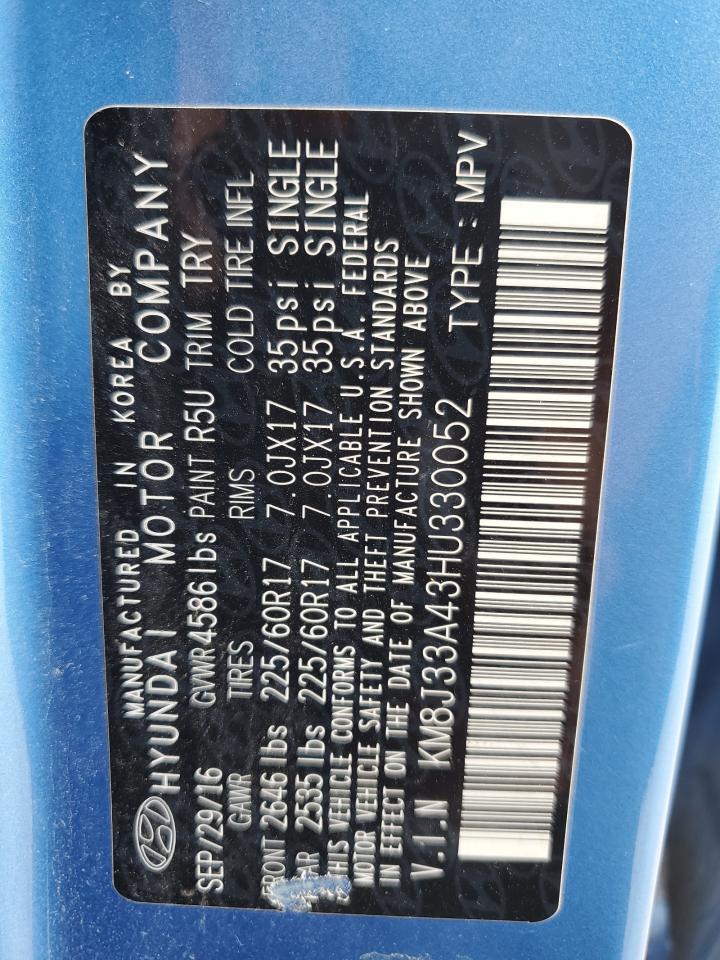 MANUFACTURED IN KOREA BY
HYUNDAI MOTOR COMPANY
SEP/29/16 GVWR 4586lbs PAINT R5U TRIM TRY
GAWR TIRES RIMS COLD TIRE INFL
FRONT 2646 lbs 225/60R17 7.0JX17 35psi SINGLE
2535 lbs 225/60R17 7.0JX17 35psi SINGLE
THIS VEHICLE CONFORMS TO ALL APPLICABLE U.S.A. FEDERAL
MOTOR VEHICLE SAFETY AND THEFT PREVENTION STANDARDS
IN EFFECT ON THE DATE OF MANUFACTURE SHOWN ABOVE
V.I.N KM8J33A43HU330052 TYPE : MPV